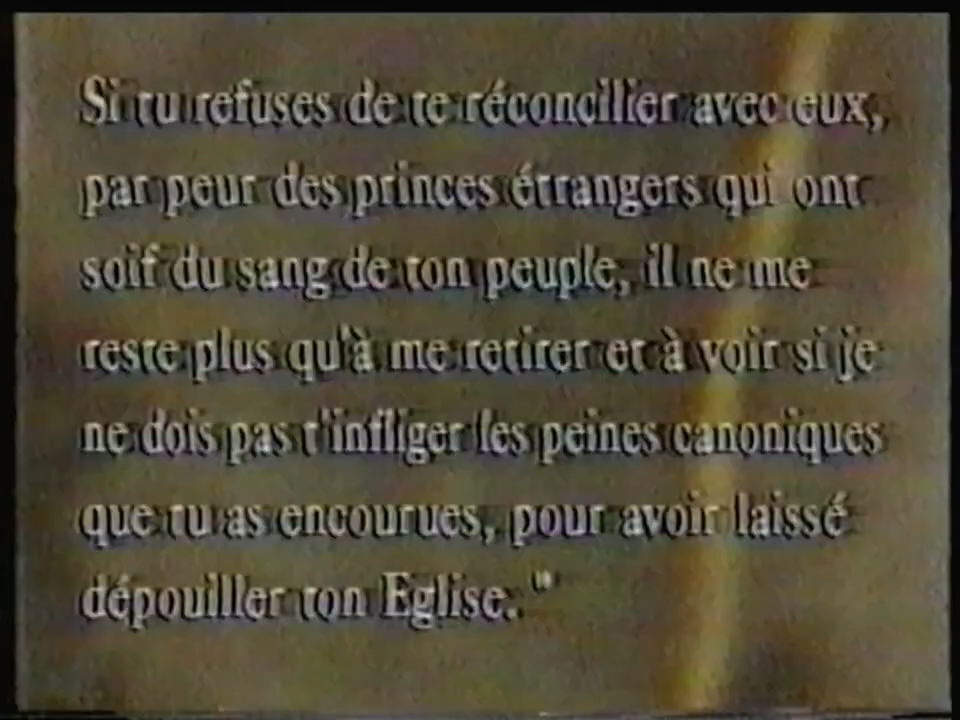 Si tu refuses de te réconcilier avec eux,
par peur des princes étrangers qui ont
soif du sang de ton peuple, il ne me
reste plus qu'à me retirer et à voir si je
ne dois pas t'infliger les peines canoniques
que tu as encourues, pour avoir laissé
dépouiller ton Eglise."